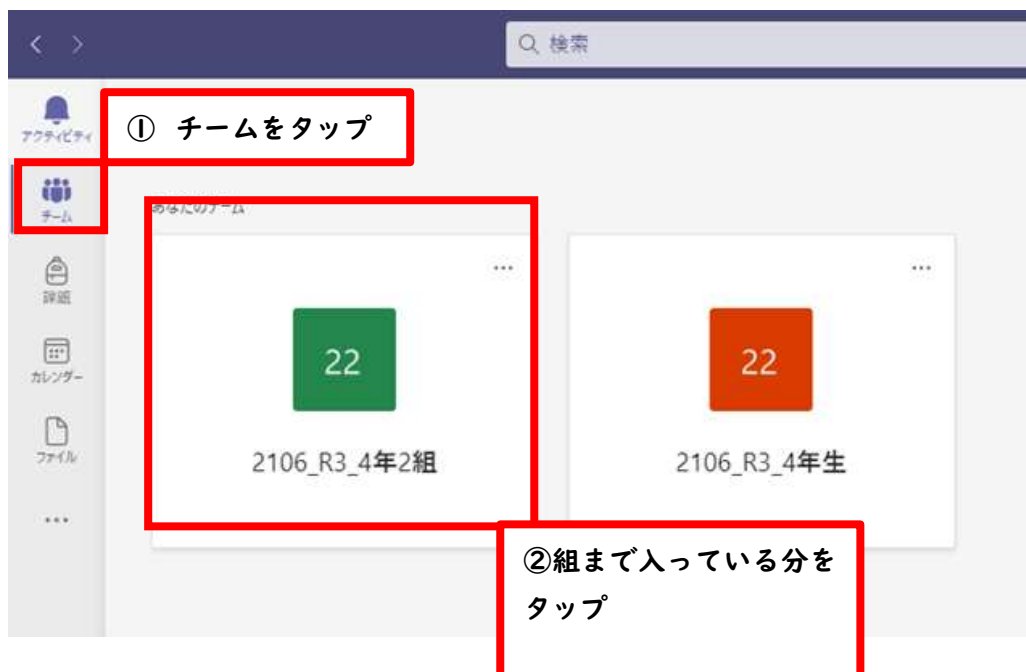 検索
アクティビティ
① チームをタップ
チーム
あなたのチーム
課題
カレンダー
ファイル
...
...
22
2106_R3_4年2組
...
22
2106_R3_4年生
②組まで入っている分を
タップ